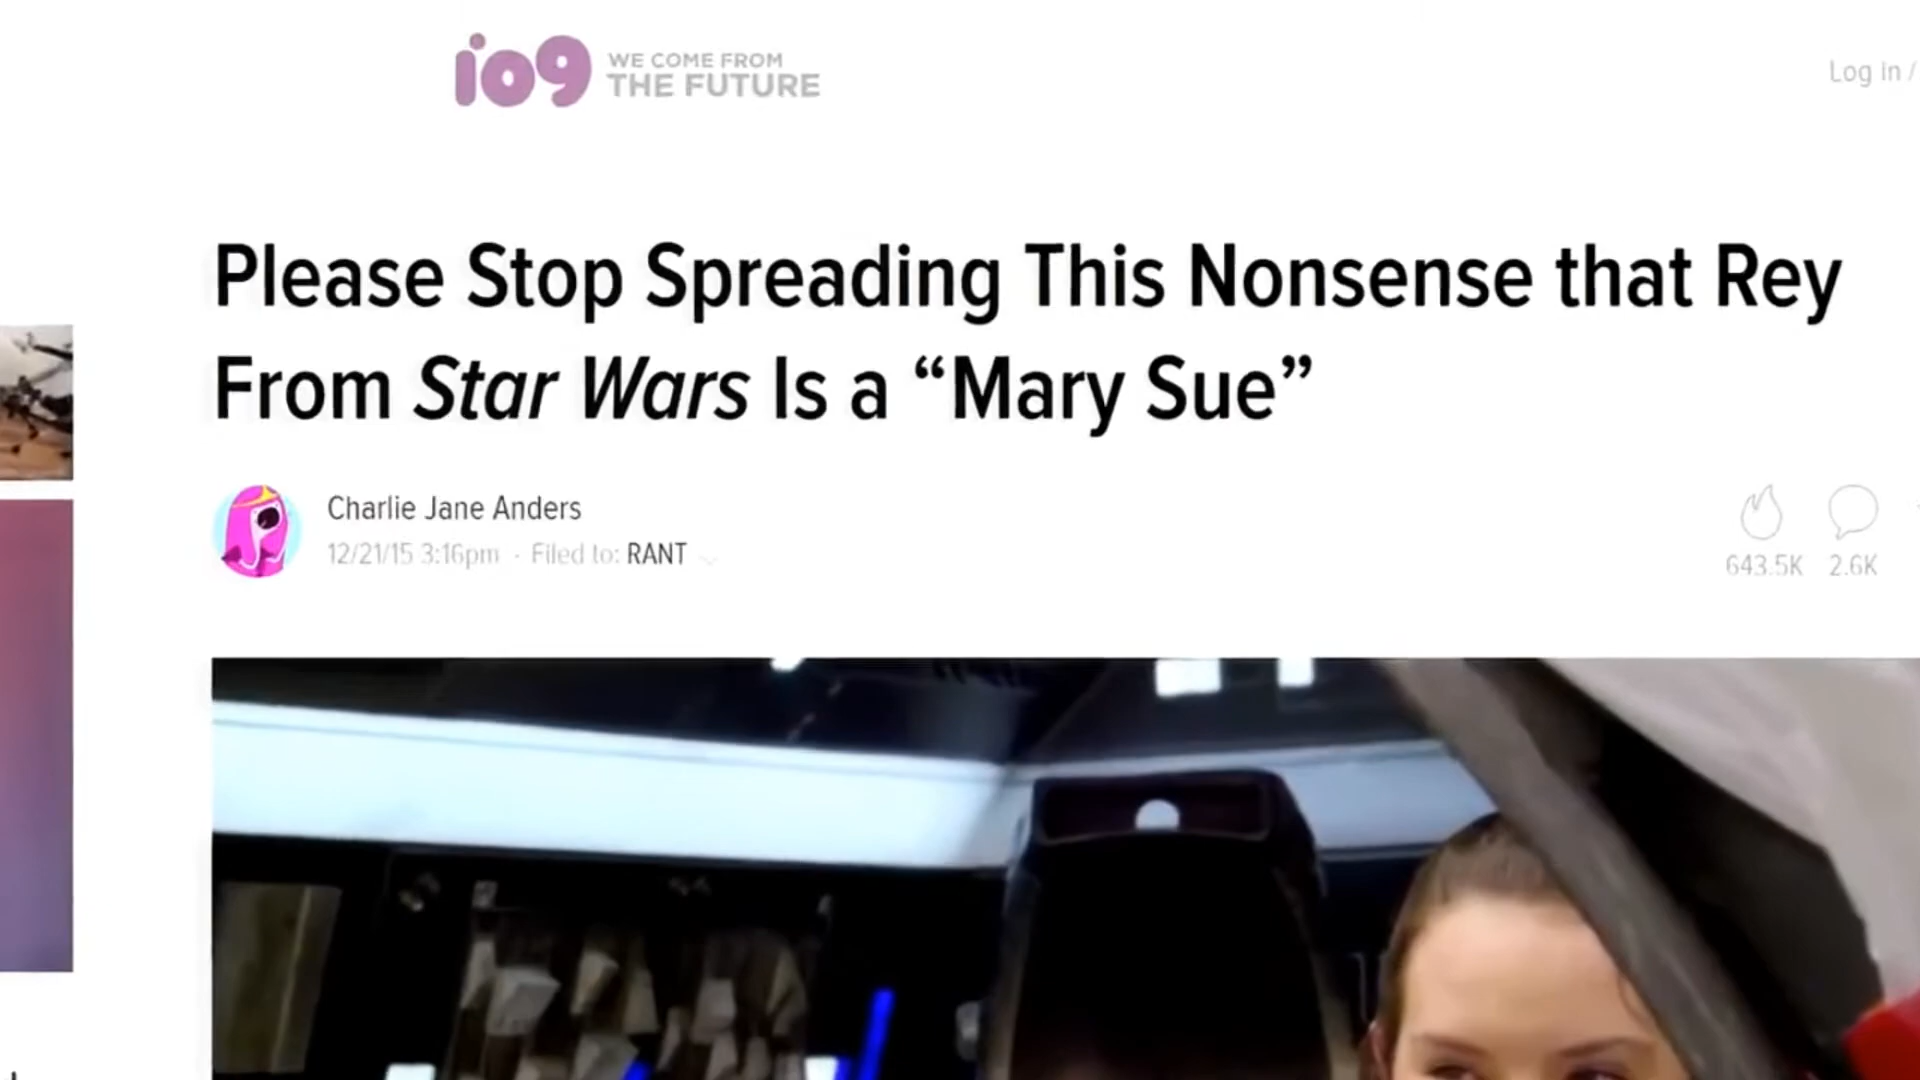 io9 WE COME FROM
THE FUTURE
Log in /
Please Stop Spreading This Nonsense that Rey
From Star Wars Is a “Mary Sue”
Charlie Jane Anders
12/21/15 3:16pm · Filed to: RANT
643.5K 2.6K